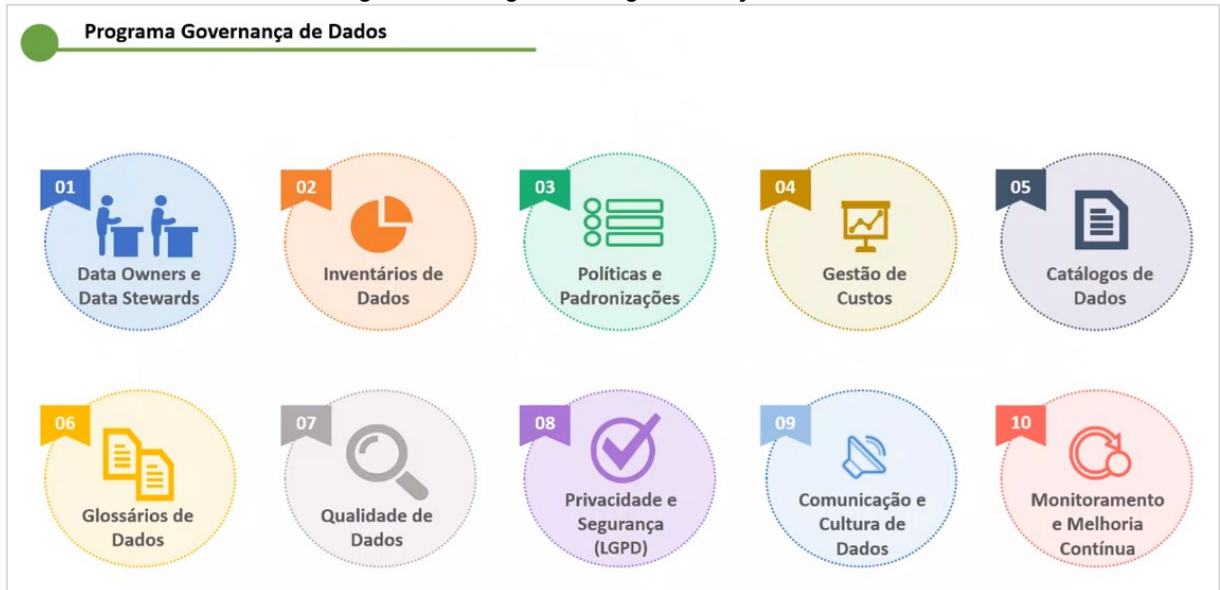 Programa Governança de Dados
01
Data Owners e
Data Stewards
02
Inventários de
Dados
03
Políticas e
Padronizações
04
Gestão de
Custos
05
Catálogos de
Dados
06
Glossários de
Dados
07
Qualidade de
Dados
08
Privacidade e
Segurança
(LGPD)
09
Comunicação e
Cultura de
Dados
10
Monitoramento
e Melhoria
Contínua